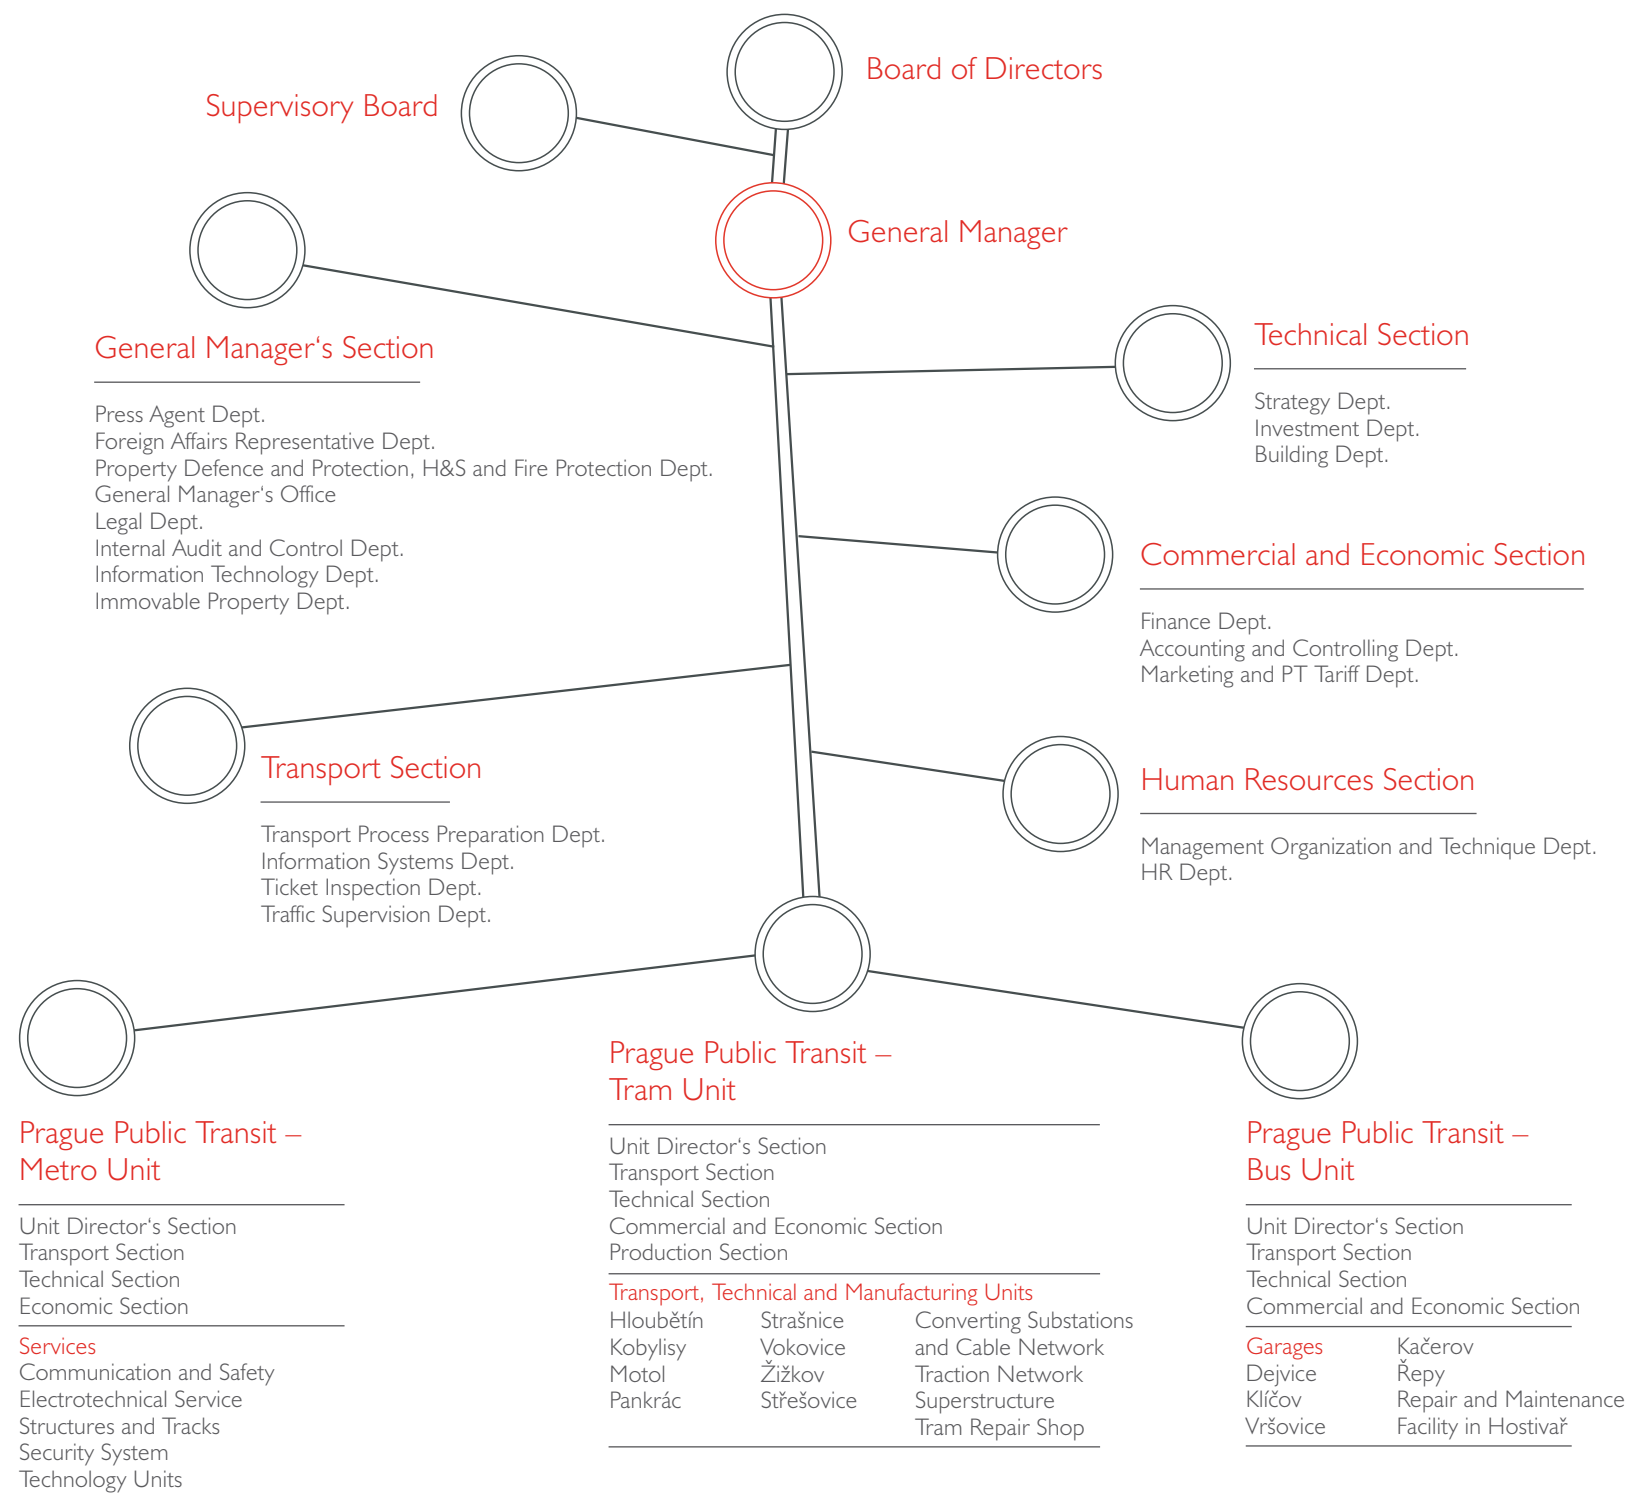 Board of Directors
Supervisory Board
General Manager
General Manager‘s Section
Press Agent Dept.
Foreign Affairs Representative Dept.
Property Defence and Protection, H&S and Fire Protection Dept.
General Manager‘s Office
Legal Dept.
Internal Audit and Control Dept.
Information Technology Dept.
Immovable Property Dept.
Technical Section
Strategy Dept.
Investment Dept.
Building Dept.
Commercial and Economic Section
Finance Dept.
Accounting and Controlling Dept.
Marketing and PT Tariff Dept.
Transport Section
Transport Process Preparation Dept.
Information Systems Dept.
Ticket Inspection Dept.
Traffic Supervision Dept.
Human Resources Section
Management Organization and Technique Dept.
HR Dept.
Prague Public Transit –
Metro Unit
Unit Director‘s Section
Transport Section
Technical Section
Economic Section
Services
Communication and Safety
Electrotechnical Service
Structures and Tracks
Security System
Technology Units
Prague Public Transit –
Tram Unit
Unit Director‘s Section
Transport Section
Technical Section
Commercial and Economic Section
Production Section
Transport, Technical and Manufacturing Units
Hloubětín
Kobylisy
Motol
Pankrác
Strašnice
Vokovice
Žižkov
Střešovice
Converting Substations
and Cable Network
Traction Network
Superstructure
Tram Repair Shop
Prague Public Transit –
Bus Unit
Unit Director‘s Section
Transport Section
Technical Section
Commercial and Economic Section
Garages
Dejvice
Klíčov
Vršovice
Kačerov
Řepy
Repair and Maintenance
Facility in Hostivař